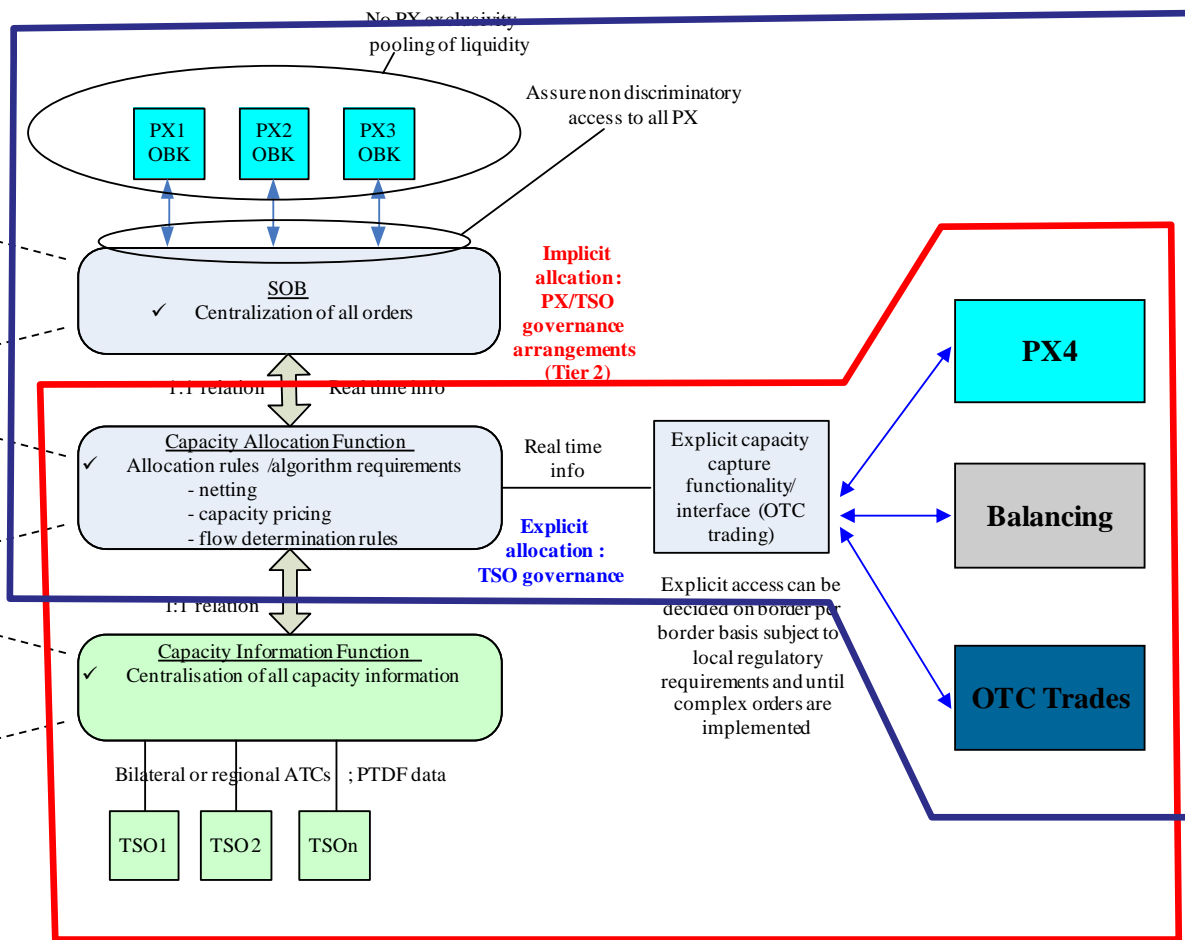 No PX exclusivity
pooling of liquidity
Assure non discriminatory
access to all PX
PX1
OBK
PX2
OBK
PX3
OBK
SOB
✓ Centralization of all orders
Implicit
allcation :
PX/TSO
governance
arrangements
(Tier 2)
1:1 relation
Real time info
Capacity Allocation Function
✓ Allocation rules /algorithm requirements
- netting
- capacity pricing
- flow determination rules
Real time
info
Explicit
allocation :
TSO governance
Explicit capacity
capture
functionality/
interface (OTC
trading)
PX4
Balancing
OTC Trades
Explicit access can be
decided on border per
border basis subject to
local regulatory
requirements and until
complex orders are
implemented
1:1 relation
Capacity Information Function
✓ Centralisation of all capacity information
Bilateral or regional ATCs ; PTDF data
TSO1
TSO2
TSOn